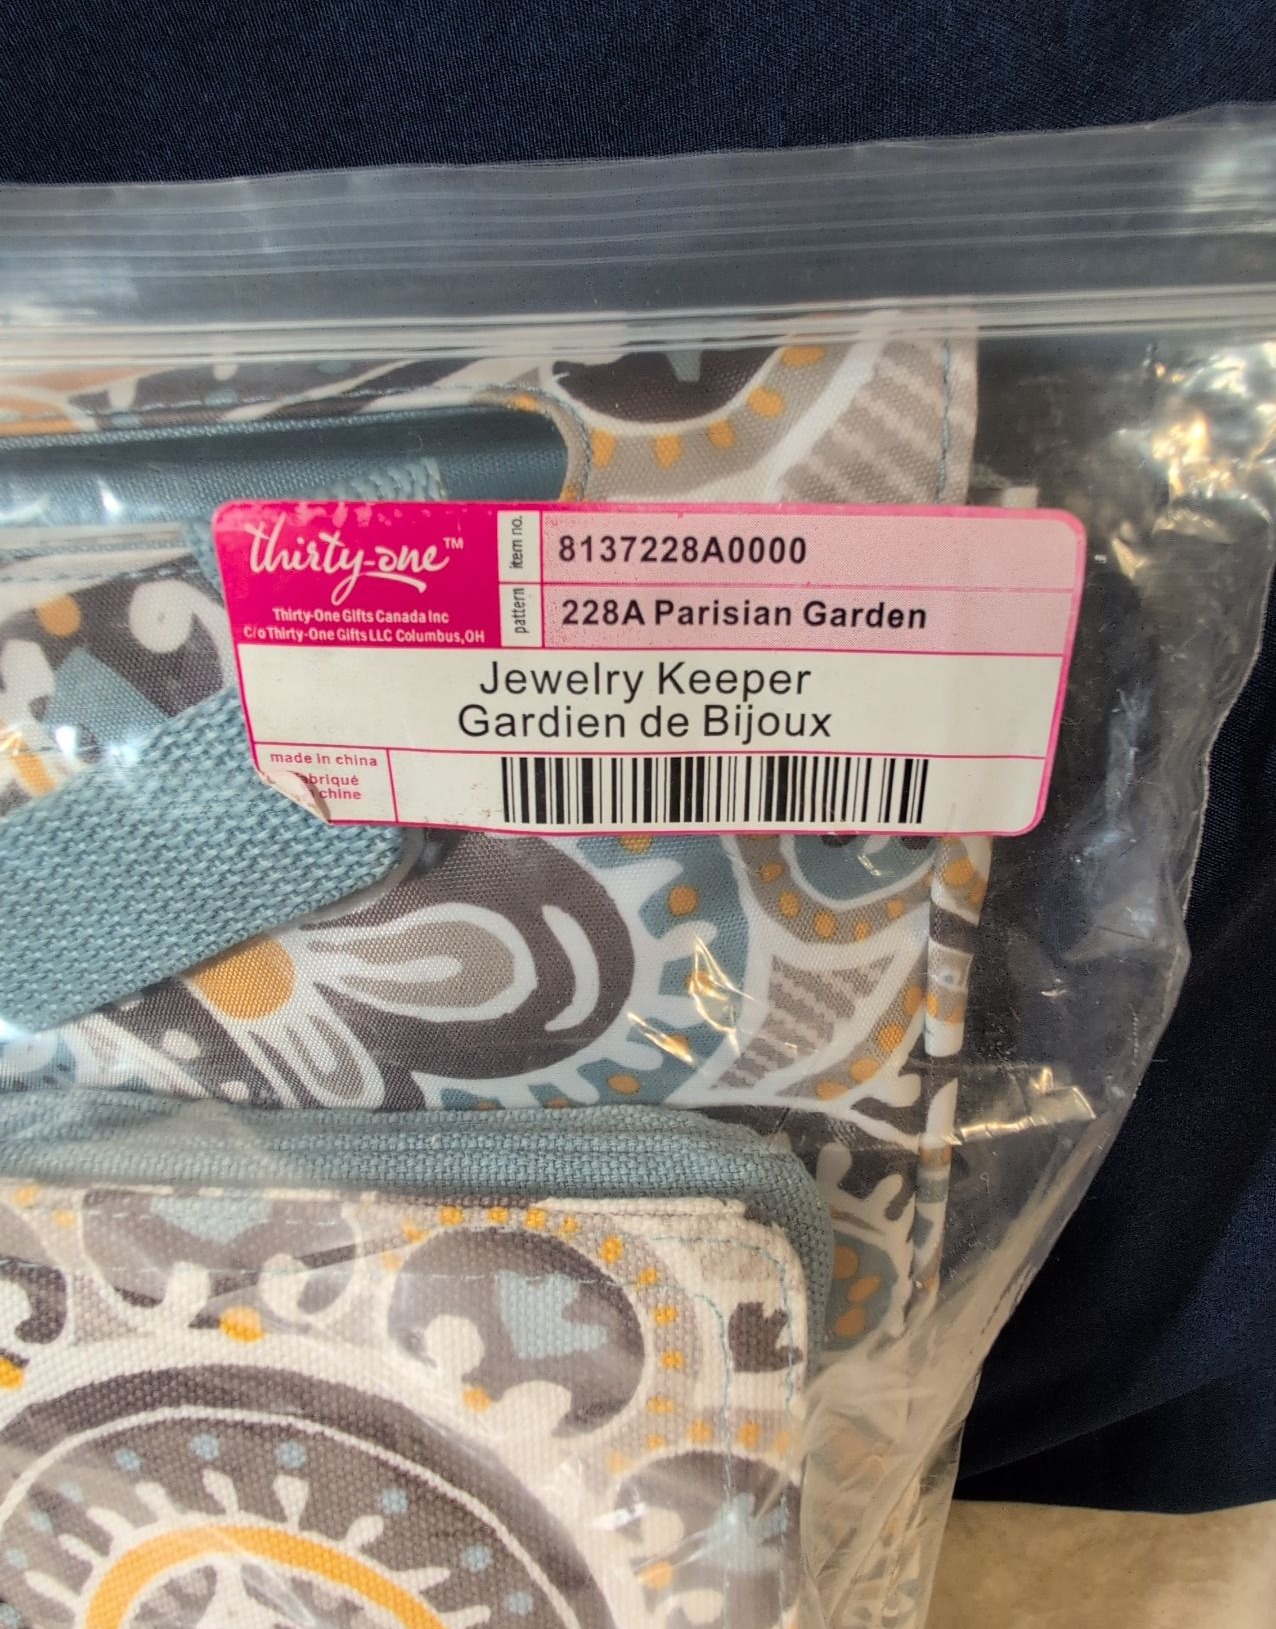 thirty-one™
Thirty-One Gifts Canada Inc
C/o Thirty-One Gifts LLC Columbus,OH
item no.
8137228A0000
pattern
228A Parisian Garden
Jewelry Keeper
Gardien de Bijoux
made in china
chine